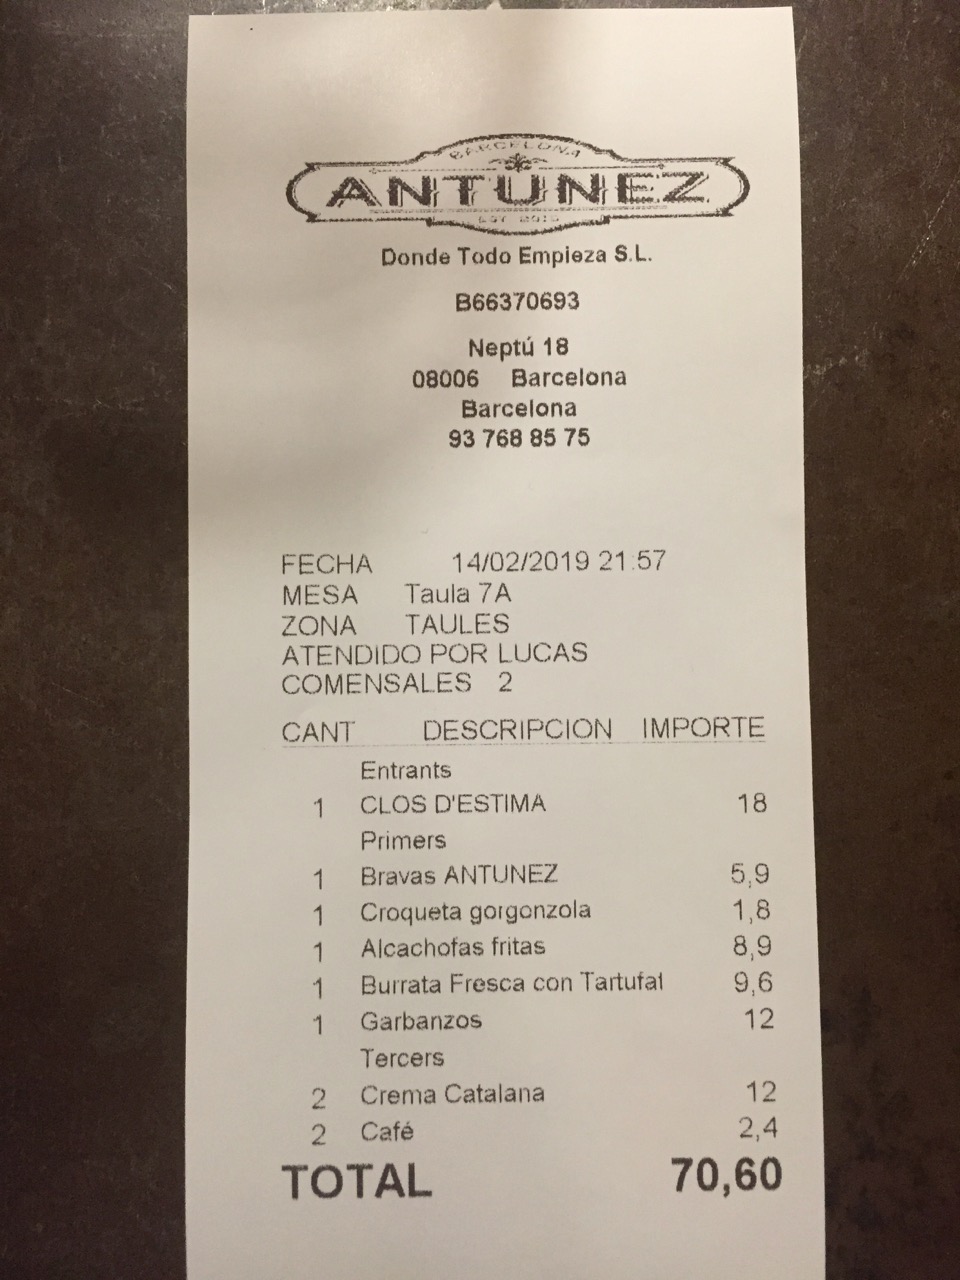 BARCELONA
ANTUNEZ
EST 2015
Donde Todo Empieza S.L.
B66370693
Neptú 18
08006 Barcelona
Barcelona
93 768 85 75
FECHA 14/02/2019 21:57
MESA Taula 7A
ZONA TAULES
ATENDIDO POR LUCAS
COMENSALES 2
CANT DESCRIPCION IMPORTE
Entrants
1 CLOS D'ESTIMA 18
Primers
1 Bravas ANTUNEZ 5,9
1 Croqueta gorgonzola 1,8
1 Alcachofas fritas 8,9
1 Burrata Fresca con Tartufat 9,6
1 Garbanzos 12
Tercers
2 Crema Catalana 12
2 Café 2,4
TOTAL 70,60